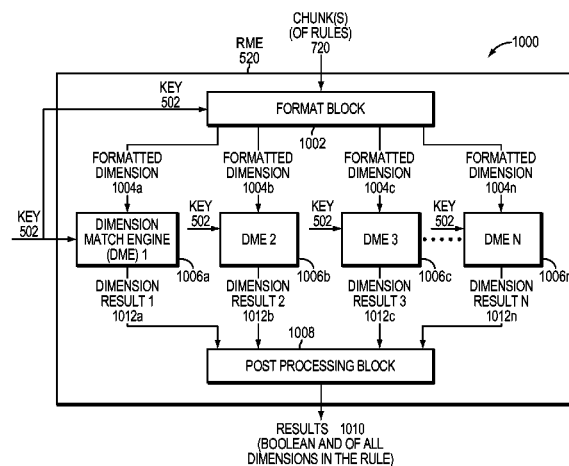 CHUNK(S)
(OF RULES)
720
1000
RME
520
KEY
502
FORMAT BLOCK
1002
FORMATTED
DIMENSION
1004a
FORMATTED
DIMENSION
1004b
FORMATTED
DIMENSION
1004c
FORMATTED
DIMENSION
1004n
KEY
502
DIMENSION
MATCH ENGINE
(DME) 1
1006a
KEY
502
DME 2
1006b
KEY
502
DME 3
1006c
KEY
502
DME N
1006n
DIMENSION
RESULT 1
1012a
DIMENSION
RESULT 2
1012b
DIMENSION
RESULT 3
1012c
DIMENSION
RESULT N
1012n
1008
POST PROCESSING BLOCK
RESULTS 1010
(BOOLEAN AND OF ALL
DIMENSIONS IN THE RULE)